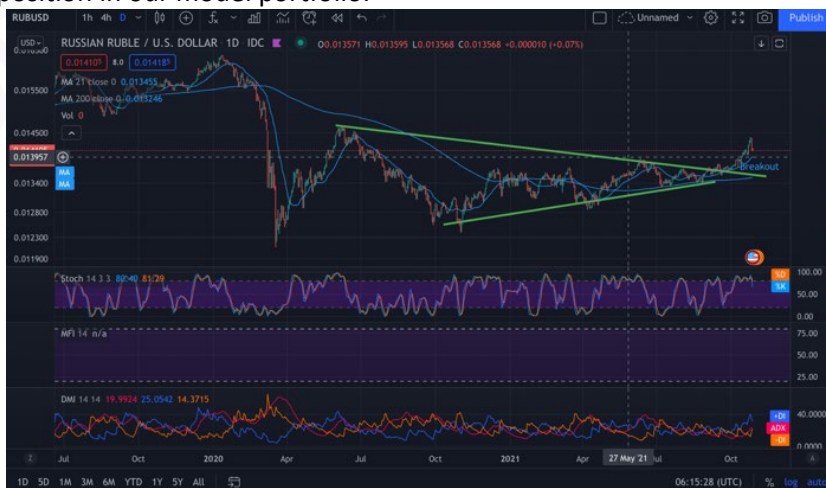 position in our model portfolio.
RUBUSD 1h 4h D Unnamed Publish
USD RUSSIAN RUBLE / U.S. DOLLAR · 1D · IDC O0.013571 H0.013595 L0.013568 C0.013568 +0.000010 (+0.07%)
0.014105 8.0 0.014185
MA 21 close 0 0.013455
0.015500
MA 200 close 0 0.013246
Vol 0
0.014500
0.013957
MA
MA
Breakout
0.013400
0.012800
0.012300
0.011900
Stoch 14 3 3 80.40 81.29
%D 100.00
%K
50.00
0.00
MFI 14 n/a
75.00
50.00
25.00
DMI 14 14 19.9924 25.0542 14.3715
+DI 40.0000
ADX
-DI
0.0000
Z Jul Oct 2020 Apr Jul Oct 2021 Apr 27 May '21 Jul Oct A
1D 5D 1M 3M 6M YTD 1Y 5Y All 06:15:28 (UTC) % log auto